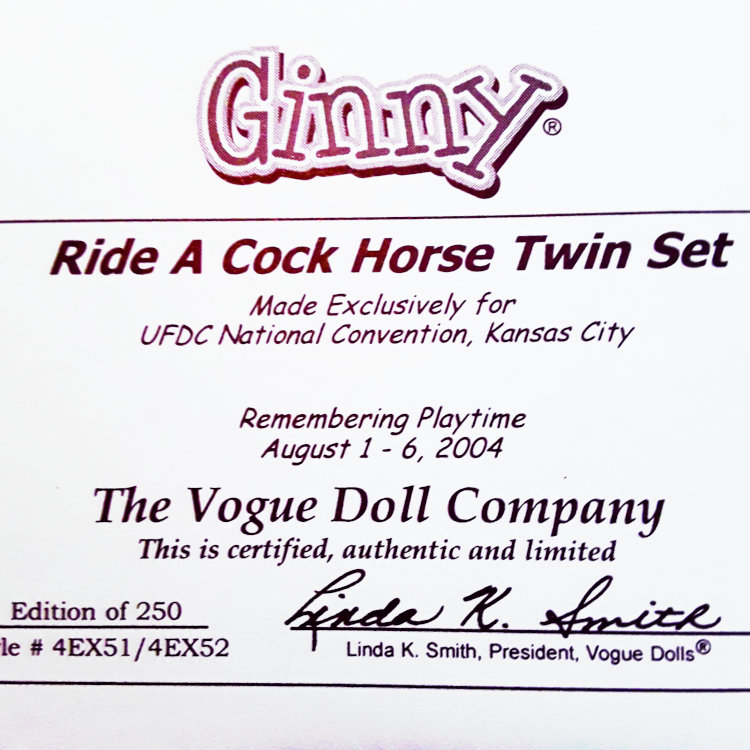 Ginny®
Ride A Cock Horse Twin Set
Made Exclusively for
UFDC National Convention, Kansas City
Remembering Playtime
August 1 - 6, 2004
The Vogue Doll Company
This is certified, authentic and limited
Edition of 250
Linda K. Smith
le # 4EX51/4EX52
Linda K. Smith, President, Vogue Dolls®